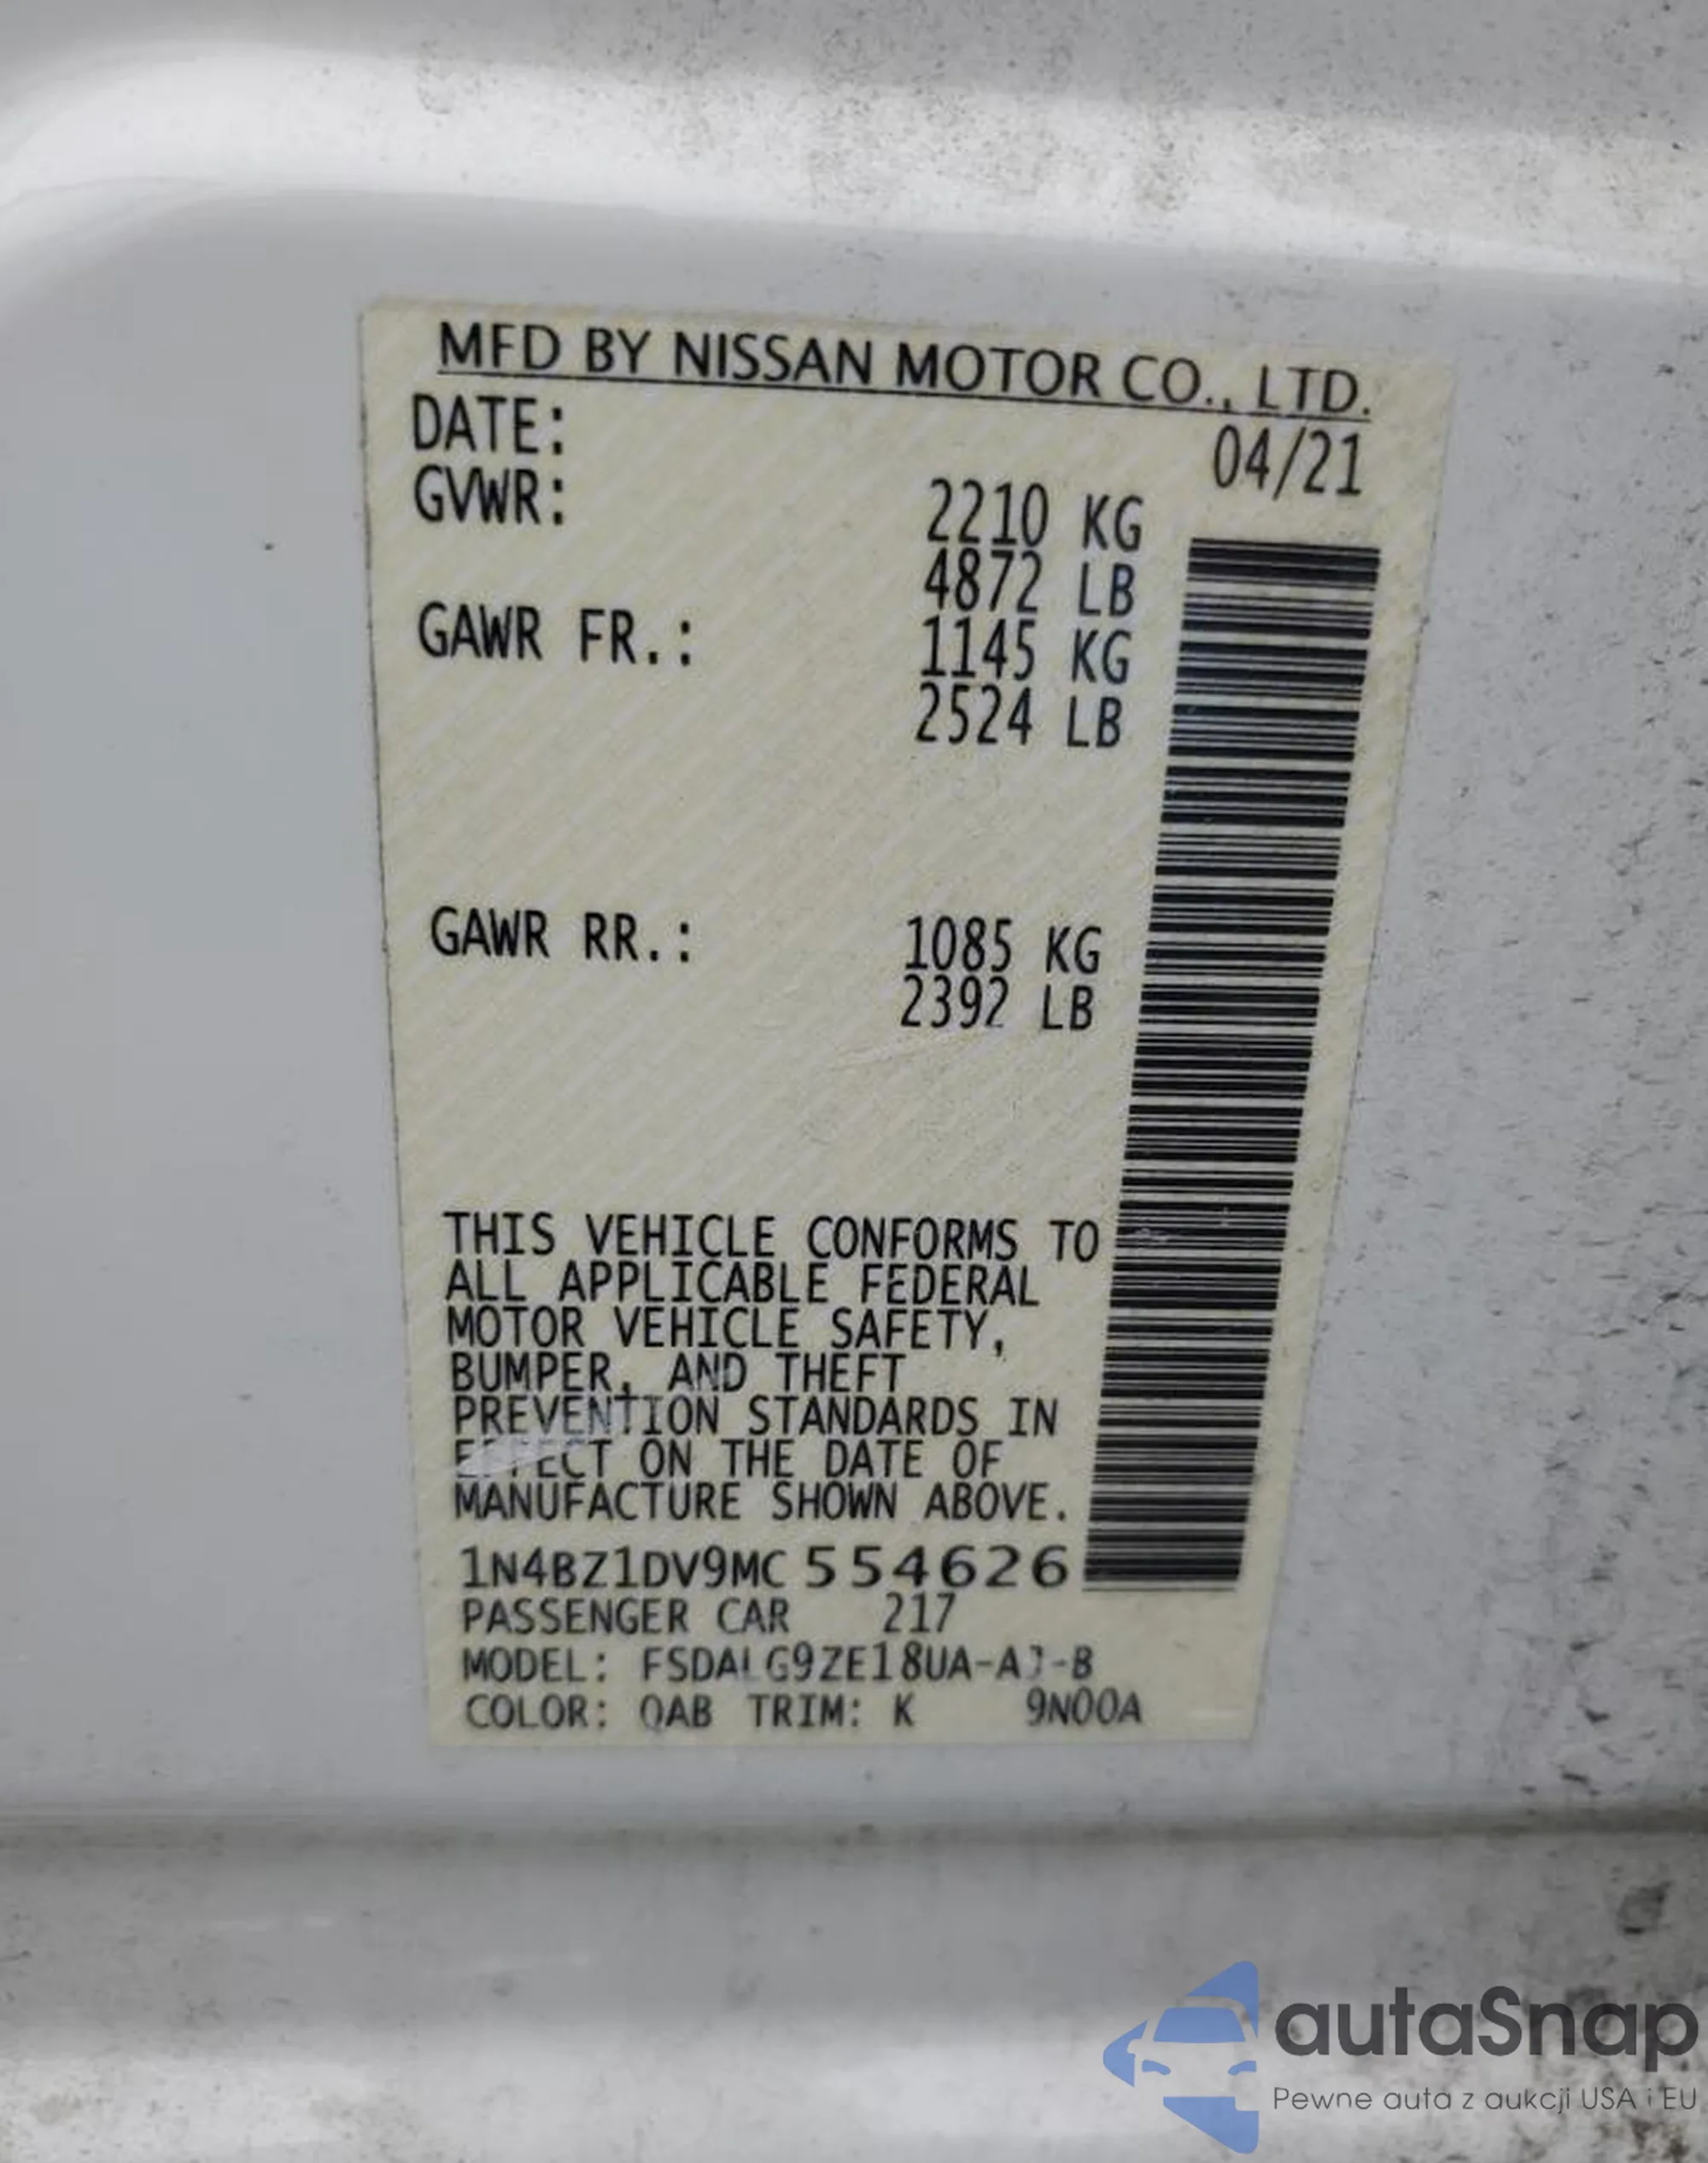 MFD BY NISSAN MOTOR CO., LTD.
DATE: 04/21
GVWR: 2210 KG
4872 LB
GAWR FR.: 1145 KG
2524 LB
GAWR RR.: 1085 KG
2392 LB
THIS VEHICLE CONFORMS TO
ALL APPLICABLE FEDERAL
MOTOR VEHICLE SAFETY,
BUMPER, AND THEFT
PREVENTION STANDARDS IN
EFFECT ON THE DATE OF
MANUFACTURE SHOWN ABOVE.
1N4BZ1DV9MC 554626
PASSENGER CAR 217
MODEL:
COLOR: QAB TRIM: K 9N00A
autaSnap
Pewne auta z aukcji USA i EU